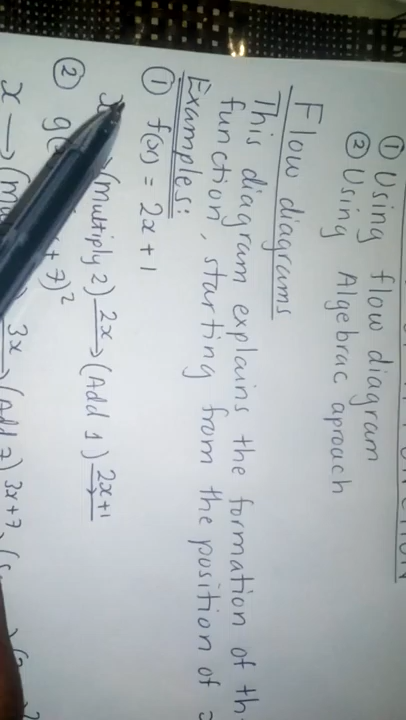 ① Using flow diagram
② Using Algebraic aproach
Flow diagrams
This diagram explains the formation of
function, starting from the position of
Examples:
① f(x) = 2x + 1
x (multiply 2) 2x → (Add 1) 2x+1 →
② g( + 7)²
x → 3x → (Add 7) 3x+7